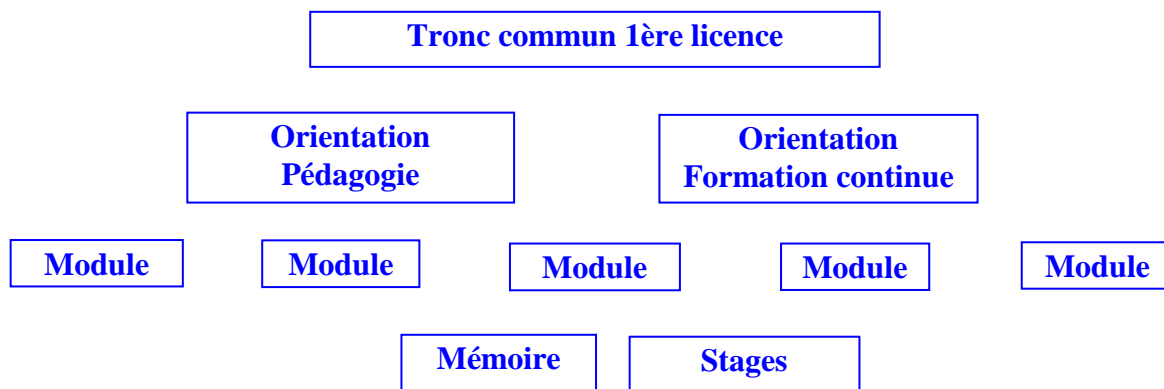 Tronc commun 1ère licence
Orientation
Pédagogie
Orientation
Formation continue
Module
Module
Module
Module
Module
Mémoire
Stages